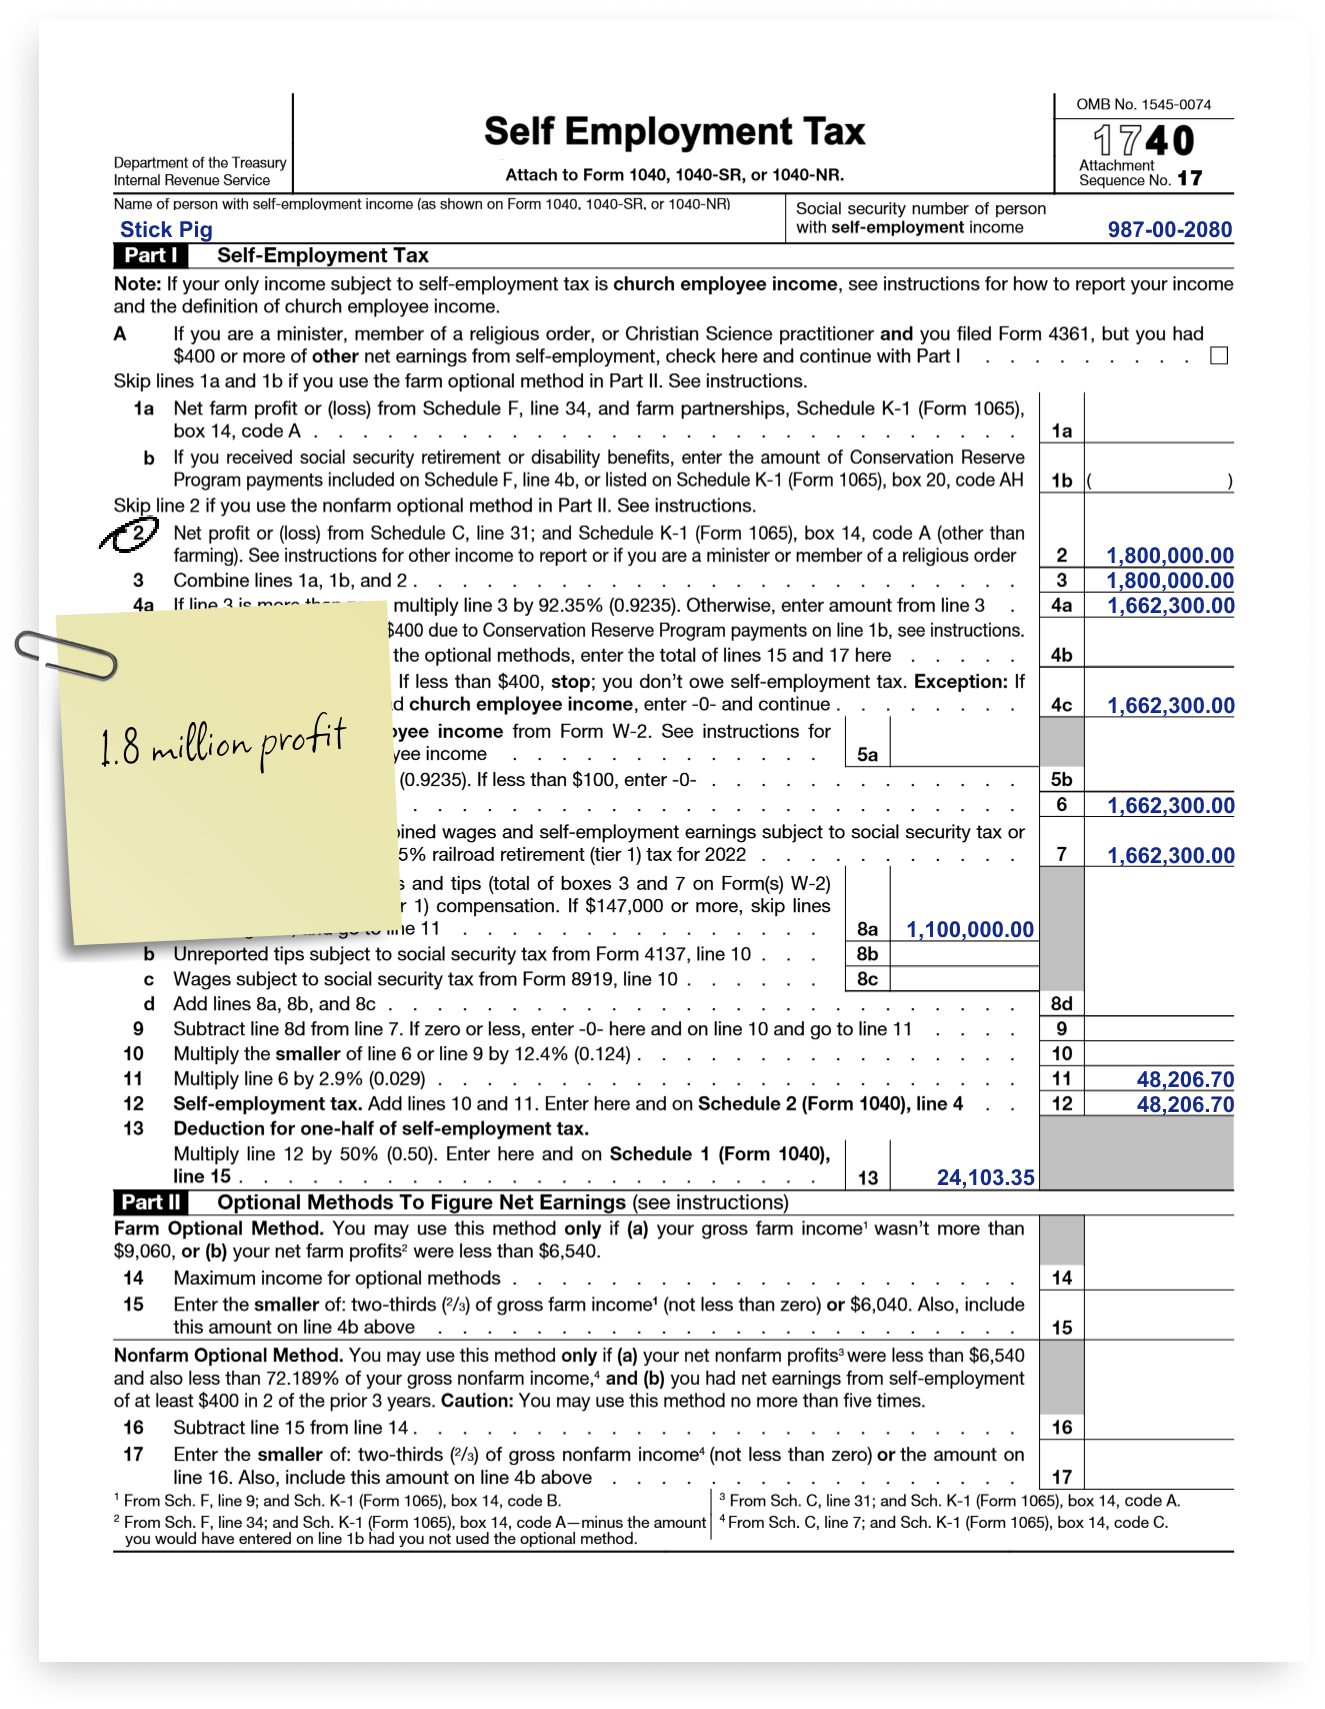 Department of the Treasury
Internal Revenue Service
Self Employment Tax
Attach to Form 1040, 1040-SR, or 1040-NR.
OMB No. 1545-0074
1740
Attachment
Sequence No. 17
Name of person with self-employment income (as shown on Form 1040, 1040-SR, or 1040-NR)
Stick Pig
Social security number of person
with self-employment income
987-00-2080
Part I Self-Employment Tax
Note: If your only income subject to self-employment tax is church employee income, see instructions for how to report your income
and the definition of church employee income.
A If you are a minister, member of a religious order, or Christian Science practitioner and you filed Form 4361, but you had
$400 or more of other net earnings from self-employment, check here and continue with Part I . . . . . . . . .
Skip lines 1a and 1b if you use the farm optional method in Part II. See instructions.
1a Net farm profit or (loss) from Schedule F, line 34, and farm partnerships, Schedule K-1 (Form 1065),
box 14, code A . . . . . . . . . . . . . . . . . . . . . . . . . 1a
b If you received social security retirement or disability benefits, enter the amount of Conservation Reserve
Program payments included on Schedule F, line 4b, or listed on Schedule K-1 (Form 1065), box 20, code AH 1b ( )
Skip line 2 if you use the nonfarm optional method in Part II. See instructions.
2 Net profit or (loss) from Schedule C, line 31; and Schedule K-1 (Form 1065), box 14, code A (other than
farming). See instructions for other income to report or if you are a minister or member of a religious order 2 1,800,000.00
3 Combine lines 1a, 1b, and 2 . . . . . . . . . . . . . . . . . . . . . 3 1,800,000.00
4a If line 3 is more than multiply line 3 by 92.35% (0.9235). Otherwise, enter amount from line 3 . 4a 1,662,300.00
$400 due to Conservation Reserve Program payments on line 1b, see instructions.
the optional methods, enter the total of lines 15 and 17 here . . . . . 4b
If less than $400, stop; you don't owe self-employment tax. Exception: If
church employee income, enter -0- and continue . . . . . . . . 4c 1,662,300.00
income from Form W-2. See instructions for
income . . . . . . . . . . . . . 5a
(0.9235). If less than $100, enter -0- . . . . . . . . . . . . . 5b
. . . . . . . . . . . . . . . . . . . . . 6 1,662,300.00
wages and self-employment earnings subject to social security tax or
railroad retirement (tier 1) tax for 2022 . . . . . . . . . . . 7 1,662,300.00
and tips (total of boxes 3 and 7 on Form(s) W-2)
1) compensation. If $147,000 or more, skip lines
line 11 . . . . . . . . . . . . . . . 8a 1,100,000.00
1.8 million profit
b Unreported tips subject to social security tax from Form 4137, line 10 . . . 8b
c Wages subject to social security tax from Form 8919, line 10 . . . . . . 8c
d Add lines 8a, 8b, and 8c . . . . . . . . . . . . . . . . . . . . . . 8d
9 Subtract line 8d from line 7. If zero or less, enter -0- here and on line 10 and go to line 11 . . . . 9
10 Multiply the smaller of line 6 or line 9 by 12.4% (0.124) . . . . . . . . . . . . . . 10
11 Multiply line 6 by 2.9% (0.029) . . . . . . . . . . . . . . . . . . . . 11 48,206.70
12 Self-employment tax. Add lines 10 and 11. Enter here and on Schedule 2 (Form 1040), line 4 . . 12 48,206.70
13 Deduction for one-half of self-employment tax.
Multiply line 12 by 50% (0.50). Enter here and on Schedule 1 (Form 1040),
line 15 . . . . . . . . . . . . . . . . . . . . . 13 24,103.35
Part II Optional Methods To Figure Net Earnings (see instructions)
Farm Optional Method. You may use this method only if (a) your gross farm income¹ wasn't more than
$9,060, or (b) your net farm profits² were less than $6,540.
14 Maximum income for optional methods . . . . . . . . . . . . . . . . . . . 14
15 Enter the smaller of: two-thirds (2/3) of gross farm income¹ (not less than zero) or $6,040. Also, include
this amount on line 4b above . . . . . . . . . . . . . . . . . . . . . 15
Nonfarm Optional Method. You may use this method only if (a) your net nonfarm profits³ were less than $6,540
and also less than 72.189% of your gross nonfarm income,⁴ and (b) you had net earnings from self-employment
of at least $400 in 2 of the prior 3 years. Caution: You may use this method no more than five times.
16 Subtract line 15 from line 14 . . . . . . . . . . . . . . . . . . . . . 16
17 Enter the smaller of: two-thirds (2/3) of gross nonfarm income⁴ (not less than zero) or the amount on
line 16. Also, include this amount on line 4b above . . . . . . . . . . . . . . . 17
¹ From Sch. F, line 9; and Sch. K-1 (Form 1065), box 14, code B.
² From Sch. F, line 34; and Sch. K-1 (Form 1065), box 14, code A—minus the amount
you would have entered on line 1b had you not used the optional method.
³ From Sch. C, line 31; and Sch. K-1 (Form 1065), box 14, code A.
⁴ From Sch. C, line 7; and Sch. K-1 (Form 1065), box 14, code C.